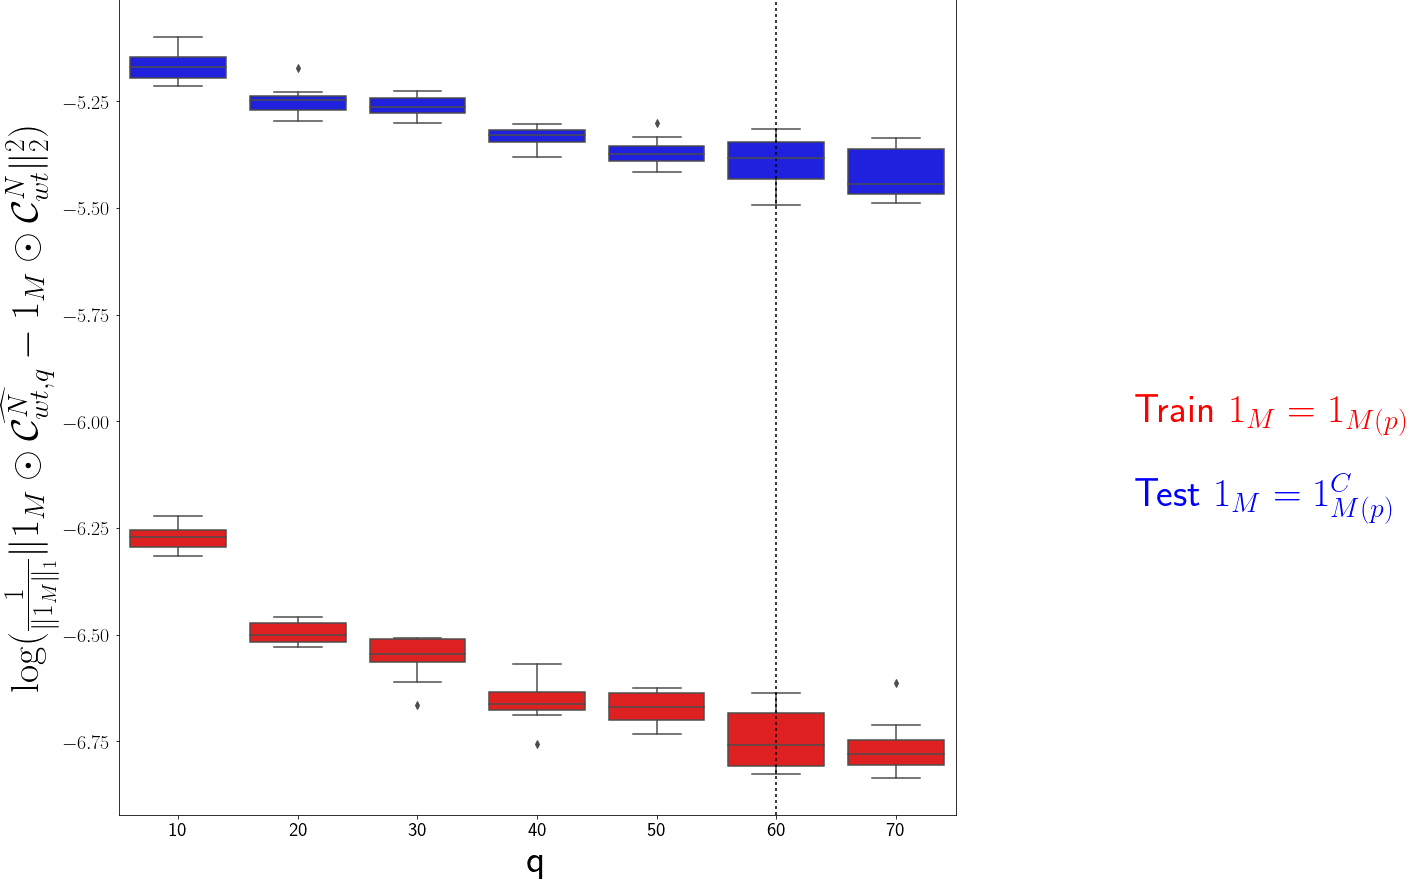 log(1/‖1_M‖_1 ‖1_M ⊙ \widehat{𝒞^N_{wt,q}} − 1_M ⊙ 𝒞^N_{wt}‖_2^2)
−5.25
−5.50
−5.75
−6.00
−6.25
−6.50
−6.75
10 20 30 40 50 60 70
q
Train 1_M = 1_{M(p)}
Test 1_M = 1^C_{M(p)}